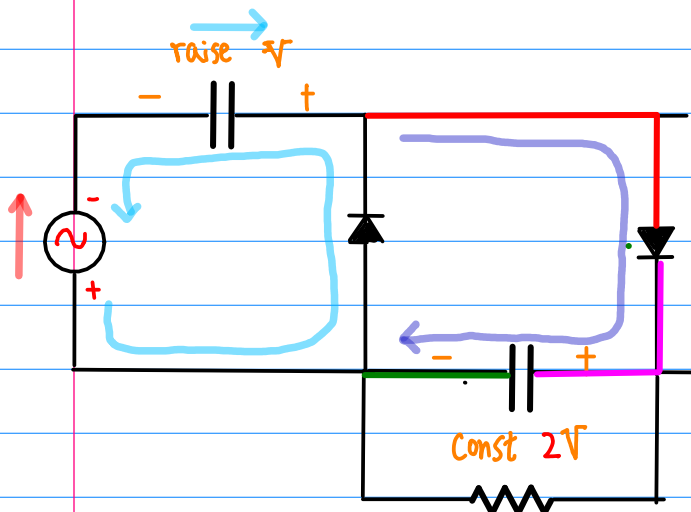 raise V
- +
-
+
- +
Const 2V